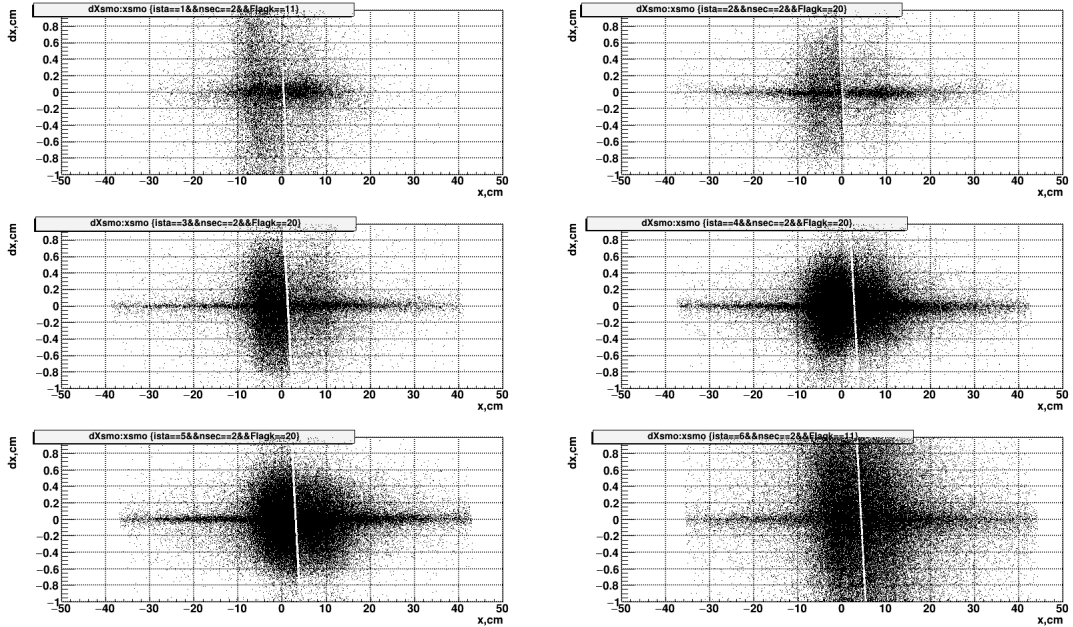 dXsmo:xsmo {ista==1&&nsec==2&&Flagk==11}
dx,cm
0.8
0.6
0.4
0.2
0
−0.2
−0.4
−0.6
−0.8
−1
−50 −40 −30 −20 −10 0 10 20 30 40 50
x,cm
dXsmo:xsmo {ista==2&&nsec==2&&Flagk==20}
dx,cm
0.8
0.6
0.4
0.2
0
−0.2
−0.4
−0.6
−0.8
−1
−50 −40 −30 −20 −10 0 10 20 30 40 50
x,cm
dXsmo:xsmo {ista==3&&nsec==2&&Flagk==20}
dx,cm
0.8
0.6
0.4
0.2
0
−0.2
−0.4
−0.6
−0.8
−1
−50 −40 −30 −20 −10 0 10 20 30 40 50
x,cm
dXsmo:xsmo {ista==4&&nsec==2&&Flagk==20}
dx,cm
0.8
0.6
0.4
0.2
0
−0.2
−0.4
−0.6
−0.8
−1
−50 −40 −30 −20 −10 0 10 20 30 40 50
x,cm
dXsmo:xsmo {ista==5&&nsec==2&&Flagk==20}
dx,cm
0.8
0.6
0.4
0.2
0
−0.2
−0.4
−0.6
−0.8
−1
−50 −40 −30 −20 −10 0 10 20 30 40 50
x,cm
dXsmo:xsmo {ista==6&&nsec==2&&Flagk==11}
dx,cm
0.8
0.6
0.4
0.2
0
−0.2
−0.4
−0.6
−0.8
−1
−50 −40 −30 −20 −10 0 10 20 30 40 50
x,cm